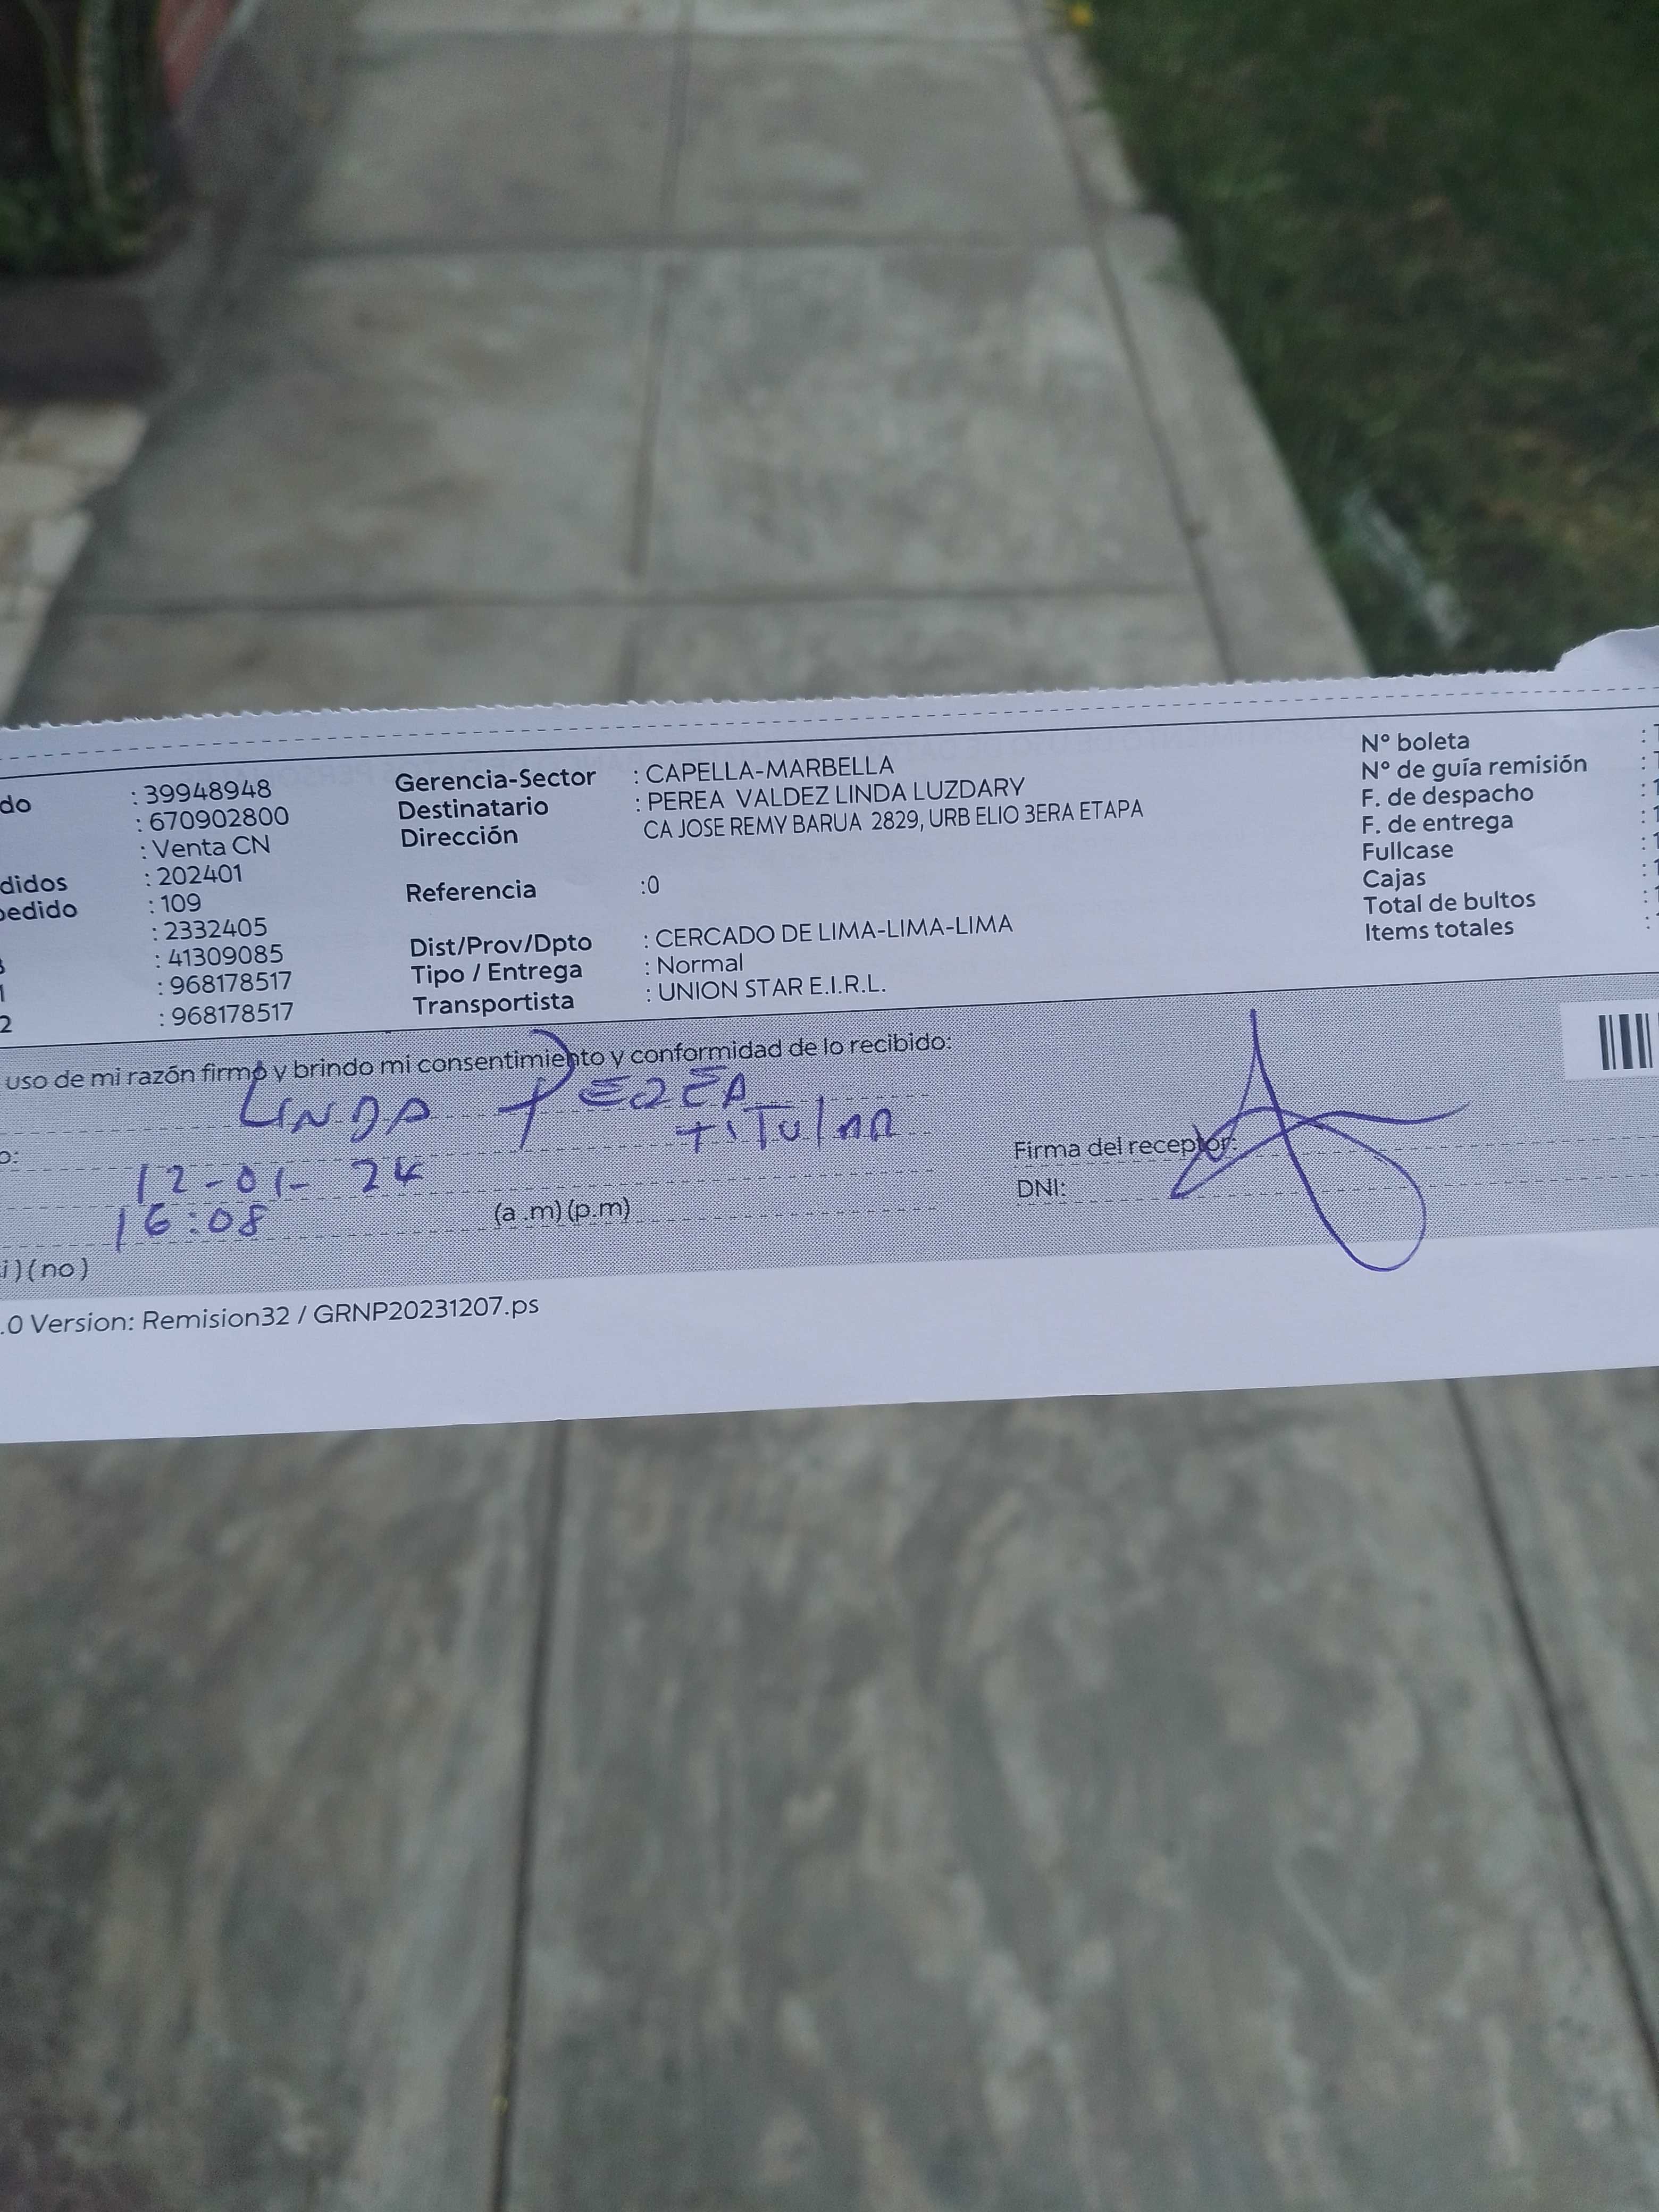 do : 39948948
: 670902800
: Venta CN
didos : 202401
pedido : 109
: 2332405
: 41309085
1 : 968178517
2 : 968178517
Gerencia-Sector : CAPELLA-MARBELLA
Destinatario : PEREA VALDEZ LINDA LUZDARY
Dirección CA JOSE REMY BARUA 2829, URB ELIO 3ERA ETAPA
Referencia :0
Dist/Prov/Dpto : CERCADO DE LIMA-LIMA-LIMA
Tipo / Entrega : Normal
Transportista : UNION STAR E.I.R.L.
Nº boleta :
Nº de guía remisión :
F. de despacho :
F. de entrega :
Fullcase :
Cajas :
Total de bultos :
Items totales :
uso de mi razón firmo y brindo mi consentimiento y conformidad de lo recibido:
LINDA PEREA
TITULAR
o:
12-01-24
16:08 (a .m) (p.m)
Firma del receptor:
DNI:
i ) ( no )
.0 Version: Remision32 / GRNP20231207.ps